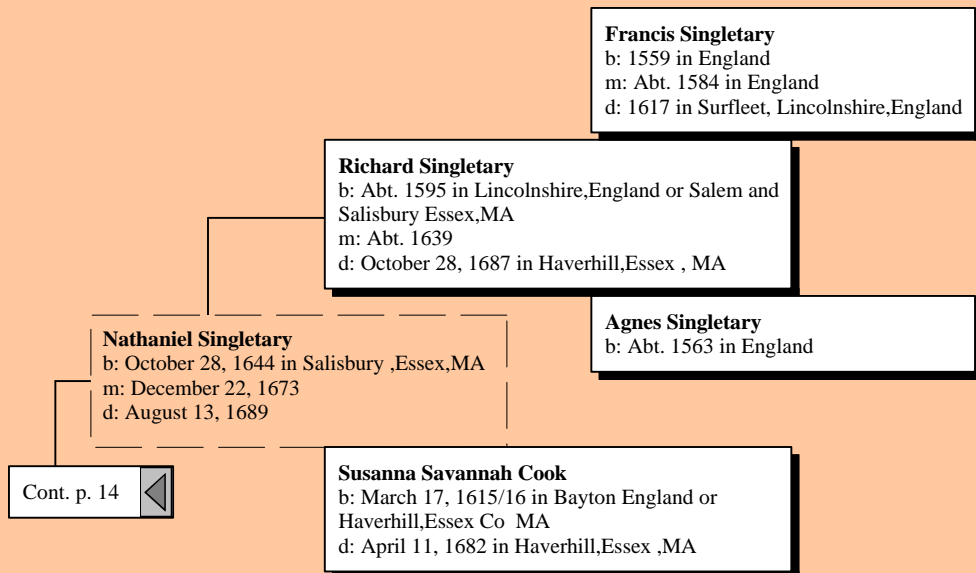 Francis Singletary
b: 1559 in England
m: Abt. 1584 in England
d: 1617 in Surfleet, Lincolnshire,England
Richard Singletary
b: Abt. 1595 in Lincolnshire,England or Salem and
Salisbury Essex,MA
m: Abt. 1639
d: October 28, 1687 in Haverhill,Essex , MA
Agnes Singletary
b: Abt. 1563 in England
Nathaniel Singletary
b: October 28, 1644 in Salisbury ,Essex,MA
m: December 22, 1673
d: August 13, 1689
Cont. p. 14
Susanna Savannah Cook
b: March 17, 1615/16 in Bayton England or
Haverhill,Essex Co  MA
d: April 11, 1682 in Haverhill,Essex ,MA